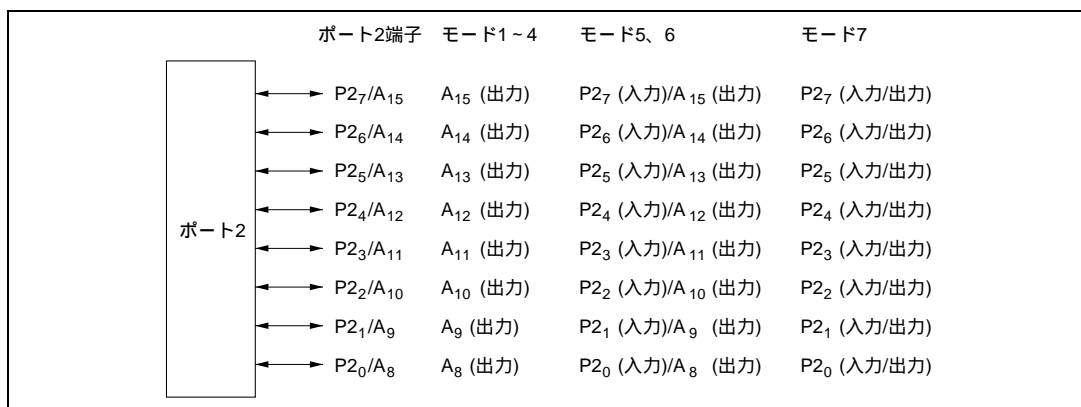 ポート2端子 モード1～4 モード5、6 モード7
P2₇/A₁₅ A₁₅ (出力) P2₇ (入力)/A₁₅ (出力) P2₇ (入力/出力)
P2₆/A₁₄ A₁₄ (出力) P2₆ (入力)/A₁₄ (出力) P2₆ (入力/出力)
P2₅/A₁₃ A₁₃ (出力) P2₅ (入力)/A₁₃ (出力) P2₅ (入力/出力)
P2₄/A₁₂ A₁₂ (出力) P2₄ (入力)/A₁₂ (出力) P2₄ (入力/出力)
ポート2
P2₃/A₁₁ A₁₁ (出力) P2₃ (入力)/A₁₁ (出力) P2₃ (入力/出力)
P2₂/A₁₀ A₁₀ (出力) P2₂ (入力)/A₁₀ (出力) P2₂ (入力/出力)
P2₁/A₉ A₉ (出力) P2₁ (入力)/A₉ (出力) P2₁ (入力/出力)
P2₀/A₈ A₈ (出力) P2₀ (入力)/A₈ (出力) P2₀ (入力/出力)